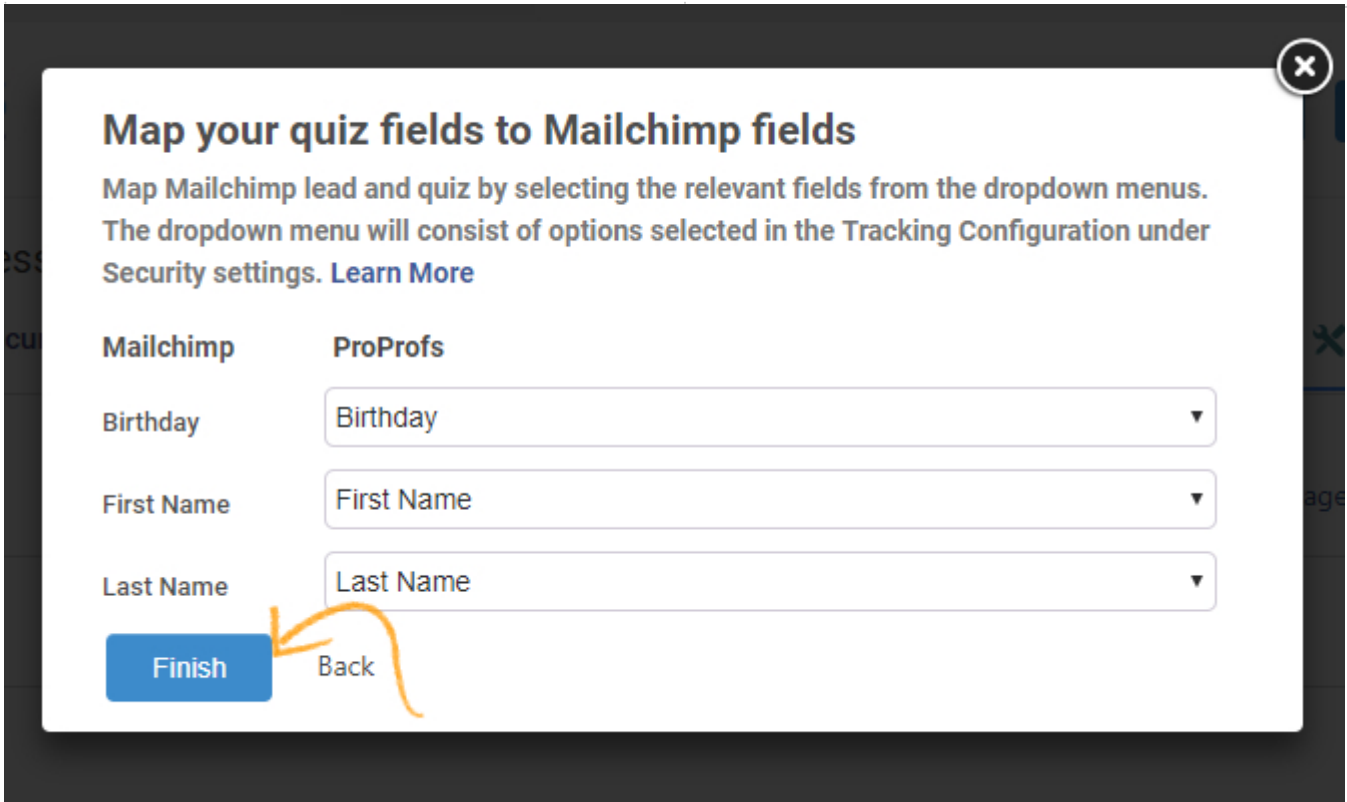 Map your quiz fields to Mailchimp fields
Map Mailchimp lead and quiz by selecting the relevant fields from the dropdown menus.
The dropdown menu will consist of options selected in the Tracking Configuration under
Security settings. Learn More
Mailchimp ProProfs
Birthday Birthday
First Name First Name
Last Name Last Name
Finish Back